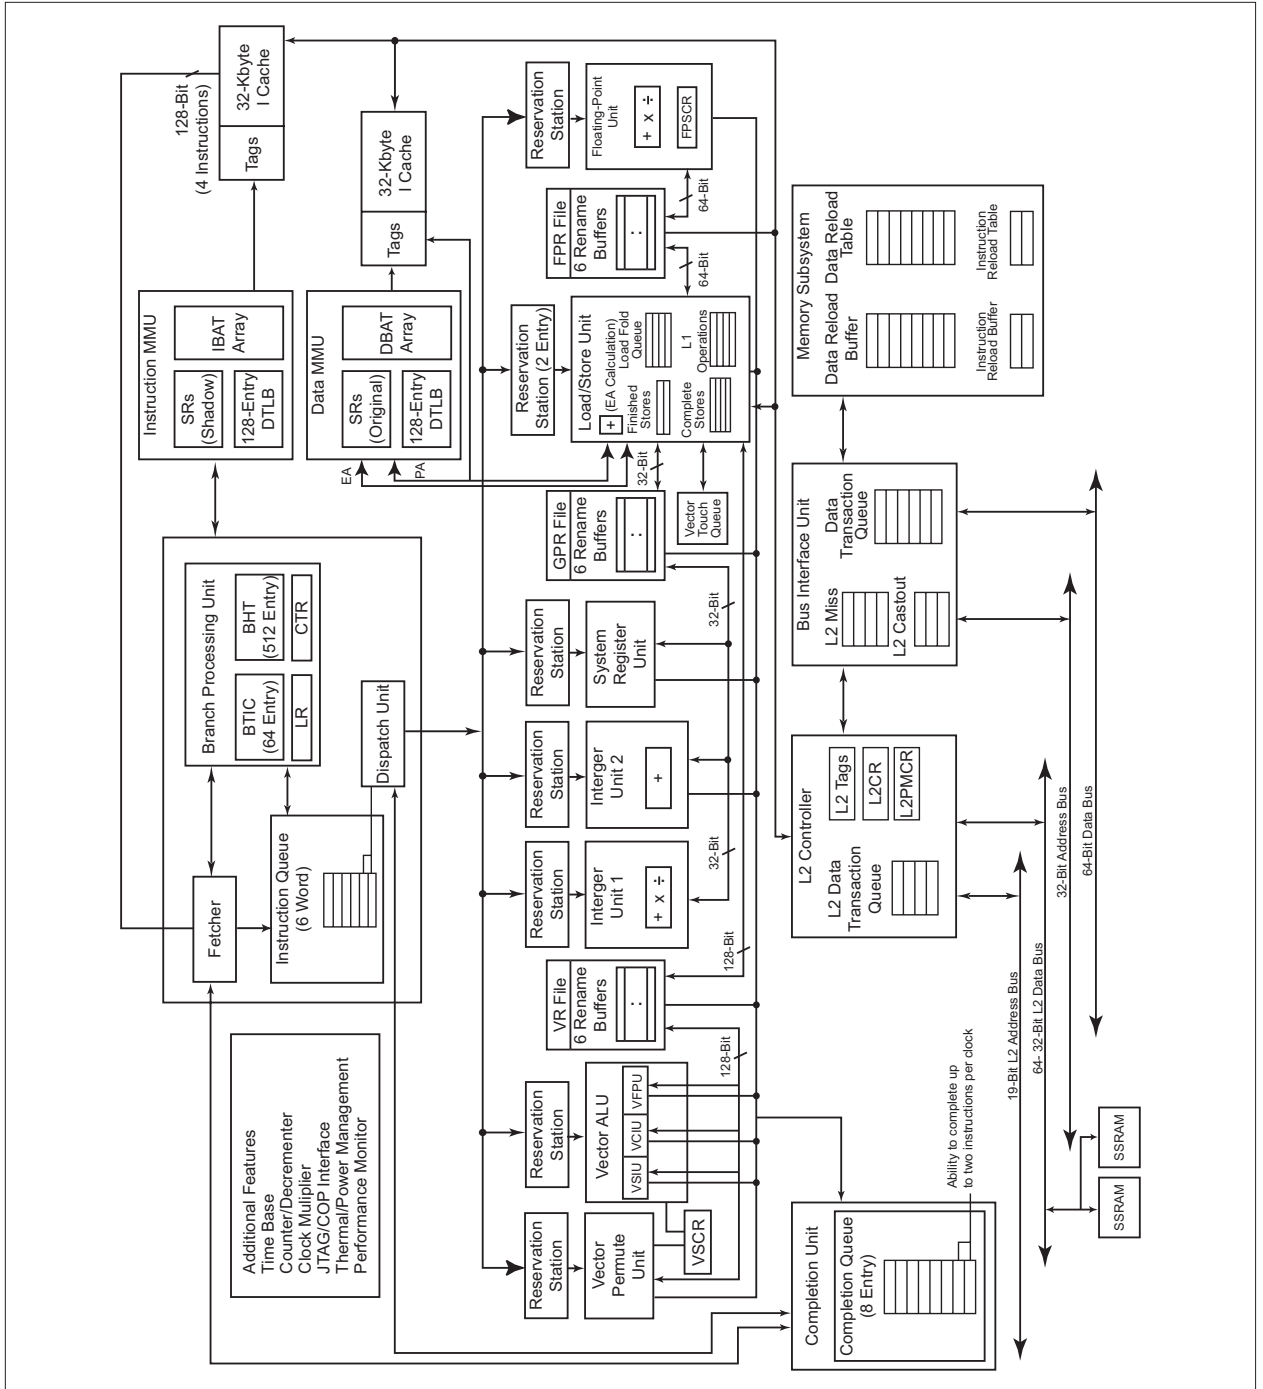 Additional Features
Time Base
Counter/Decrementer
Clock Muliplier
JTAG/COP Interface
Thermal/Power Management
Performance Monitor
Fetcher
Branch Processing Unit
BTIC
(64 Entry)
BHT
(512 Entry)
LR
CTR
Instruction Queue
(6 Word)
Dispatch Unit
Instruction MMU
SRs
(Shadow)
IBAT
Array
128-Entry
DTLB
Data MMU
SRs
(Original)
DBAT
Array
128-Entry
DTLB
EA
PA
128-Bit
(4 Instructions)
Tags
32-Kbyte
I Cache
Tags
32-Kbyte
I Cache
Reservation
Station
Reservation
Station
Reservation
Station
Reservation
Station
Reservation
Station
Reservation
Station (2 Entry)
Reservation
Station
Vector
Permute
Unit
VSCR
Vector ALU
VSIU
VCIU
VFPU
128-Bit
VR File
6 Rename
Buffers
:
128-Bit
Interger
Unit 1
+ x ÷
32-Bit
Interger
Unit 2
+
System
Register
Unit
32-Bit
GPR File
6 Rename
Buffers
:
32-Bit
Vector
Touch
Queue
Load/Store Unit
+
(EA Calculation)
Finished
Stores
Load Fold
Queue
Complete
Stores
L1
Operations
64-Bit
FPR File
6 Rename
Buffers
:
64-Bit
Floating-Point
Unit
+ x ÷
FPSCR
Completion Unit
Completion Queue
(8 Entry)
Ability to complete up
to two instructions per clock
L2 Controller
L2 Data
Transaction
Queue
L2 Tags
L2CR
L2PMCR
Bus Interface Unit
L2 Miss
Data
Transaction
Queue
L2 Castout
Memory Subsystem
Data Reload
Buffer
Data Reload
Table
Instruction
Reload Buffer
Instruction
Reload Table
19-Bit L2 Address Bus
64- 32-Bit L2 Data Bus
32-Bit Address Bus
64-Bit Data Bus
SSRAM
SSRAM